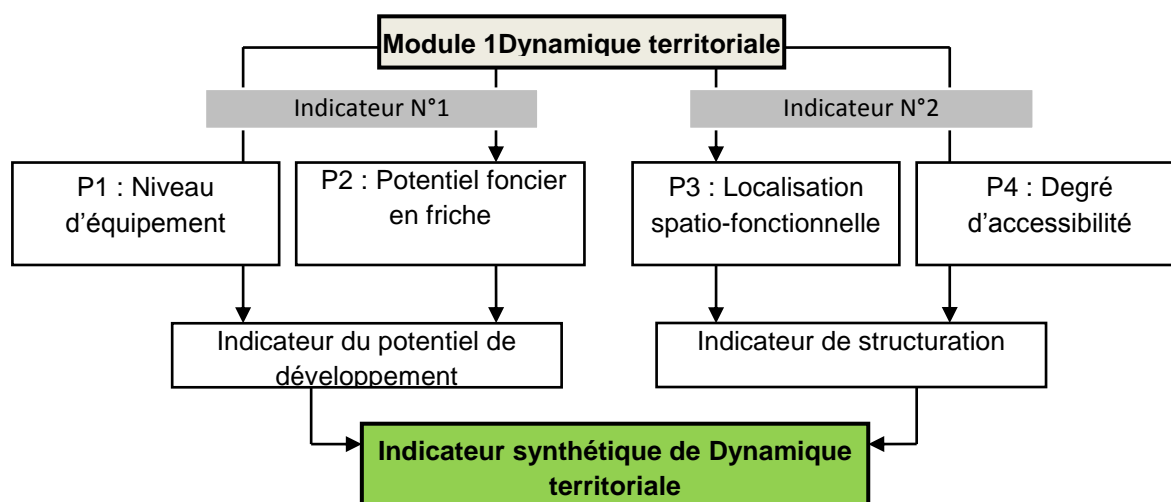 Module 1Dynamique territoriale
Indicateur N°1
Indicateur N°2
P1 : Niveau
d’équipement
P2 : Potentiel foncier
en friche
P3 : Localisation
spatio-fonctionnelle
P4 : Degré
d’accessibilité
Indicateur du potentiel de
développement
Indicateur de structuration
Indicateur synthétique de Dynamique
territoriale